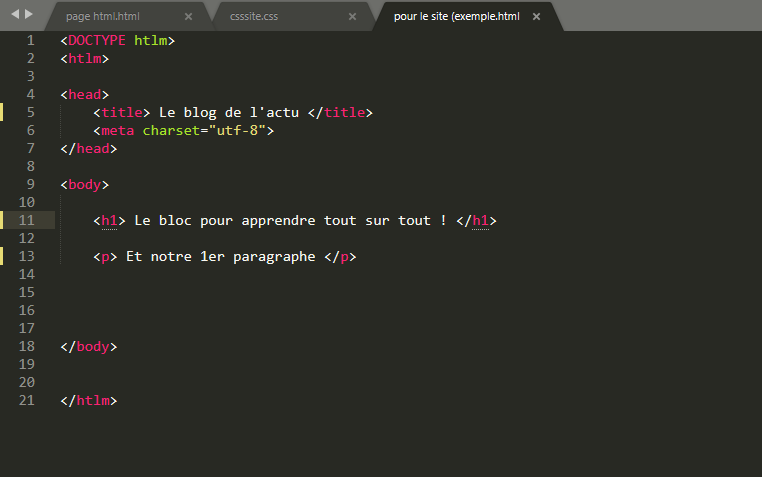 page html.html
csssite.css
pour le site (exemple.html
1 <DOCTYPE htlm>
2 <htlm>
3
4 <head>
5 <title> Le blog de l'actu </title>
6 <meta charset="utf-8">
7 </head>
8
9 <body>
10
11 <h1> Le bloc pour apprendre tout sur tout ! </h1>
12
13 <p> Et notre 1er paragraphe </p>
14
15
16
17
18 </body>
19
20
21 </htlm>